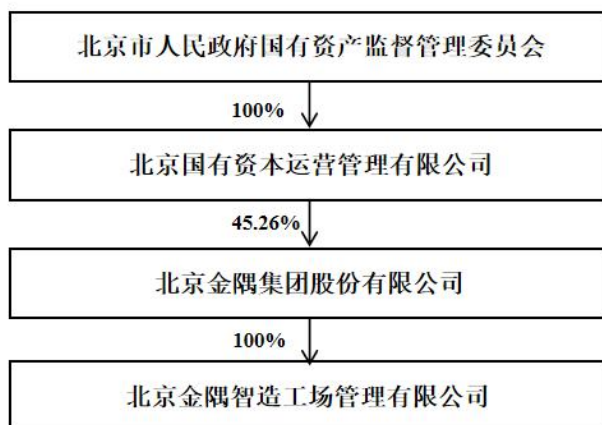 北京市人民政府国有资产监督管理委员会
100%
北京国有资本运营管理有限公司
45.26%
北京金隅集团股份有限公司
100%
北京金隅智造工场管理有限公司